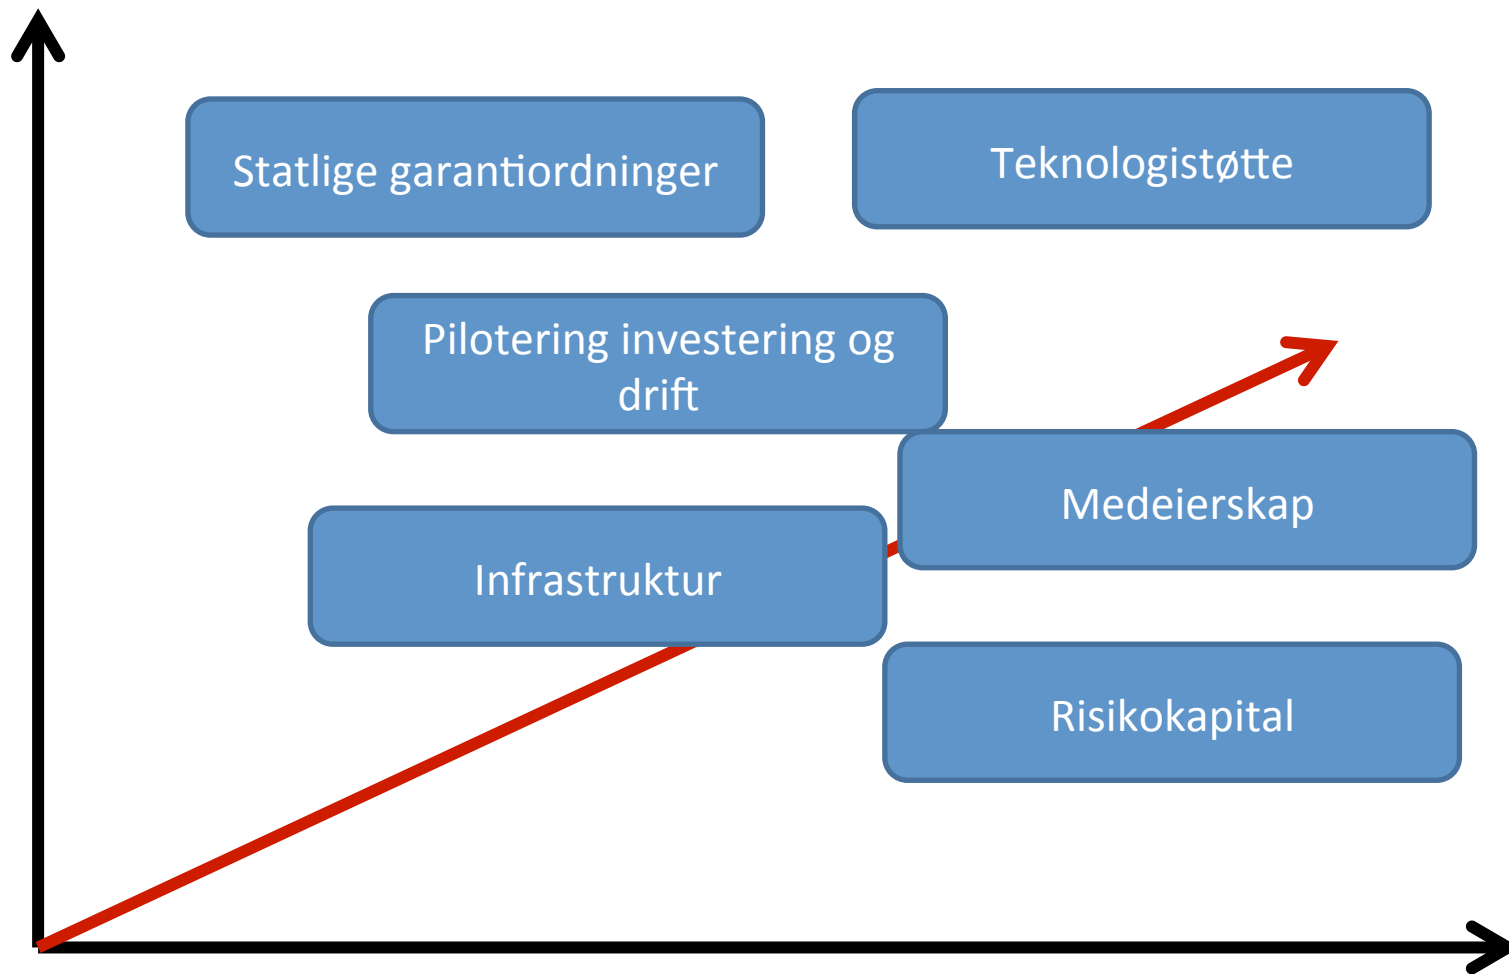 Statlige garantiordninger
Teknologistøtte
Pilotering investering og
drift
Medeierskap
Infrastruktur
Risikokapital